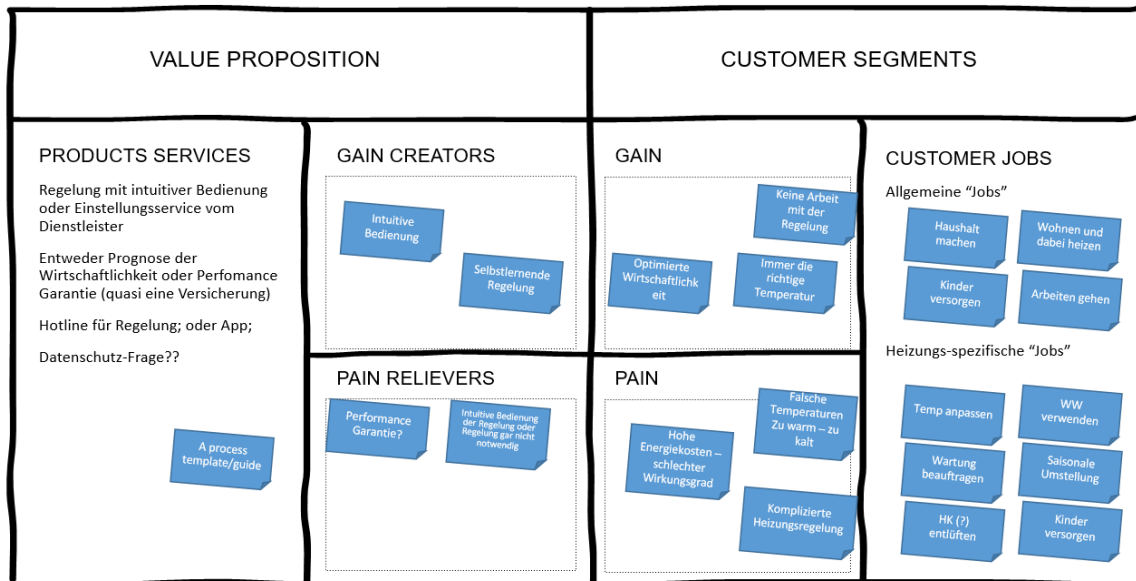 VALUE PROPOSITION
CUSTOMER SEGMENTS
PRODUCTS SERVICES
Regelung mit intuitiver Bedienung
oder Einstellungsservice vom
Dienstleister
Entweder Prognose der
Wirtschaftlichkeit oder Perfomance
Garantie (quasi eine Versicherung)
Hotline für Regelung; oder App;
Datenschutz-Frage??
A process
template/guide
GAIN CREATORS
Intuitive
Bedienung
Selbstlernende
Regelung
PAIN RELIEVERS
Performance
Garantie?
Intuitive Bedienung
der Regelung oder
Regelung gar nicht
notwendig
GAIN
Keine Arbeit
mit der
Regelung
Optimierte
Wirtschaftlichk
eit
Immer die
richtige
Temperatur
PAIN
Falsche
Temperaturen
Zu warm – zu
kalt
Hohe
Energiekosten –
schlechter
Wirkungsgrad
Komplizierte
Heizungsregelung
CUSTOMER JOBS
Allgemeine “Jobs”
Haushalt
machen
Wohnen und
dabei heizen
Kinder
versorgen
Arbeiten gehen
Heizungs-spezifische “Jobs”
Temp anpassen
WW
verwenden
Wartung
beauftragen
Saisonale
Umstellung
HK (?)
entlüften
Kinder
versorgen